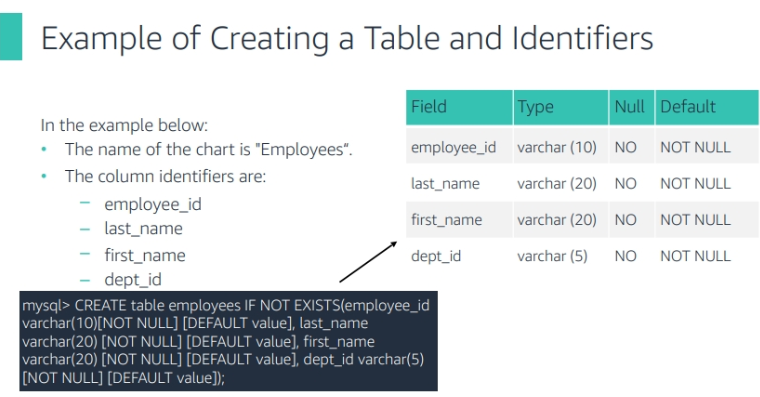 Example of Creating a Table and Identifiers
In the example below:
• The name of the chart is "Employees“.
• The column identifiers are:
– employee_id
– last_name
– first_name
– dept_id
Field Type Null Default
employee_id varchar (10) NO NOT NULL
last_name varchar (20) NO NOT NULL
first_name varchar (20) NO NOT NULL
dept_id varchar (5) NO NOT NULL
mysql> CREATE table employees IF NOT EXISTS(employee_id
varchar(10)[NOT NULL] [DEFAULT value], last_name
varchar(20) [NOT NULL] [DEFAULT value], first_name
varchar(20) [NOT NULL] [DEFAULT value], dept_id varchar(5)
[NOT NULL] [DEFAULT value]);